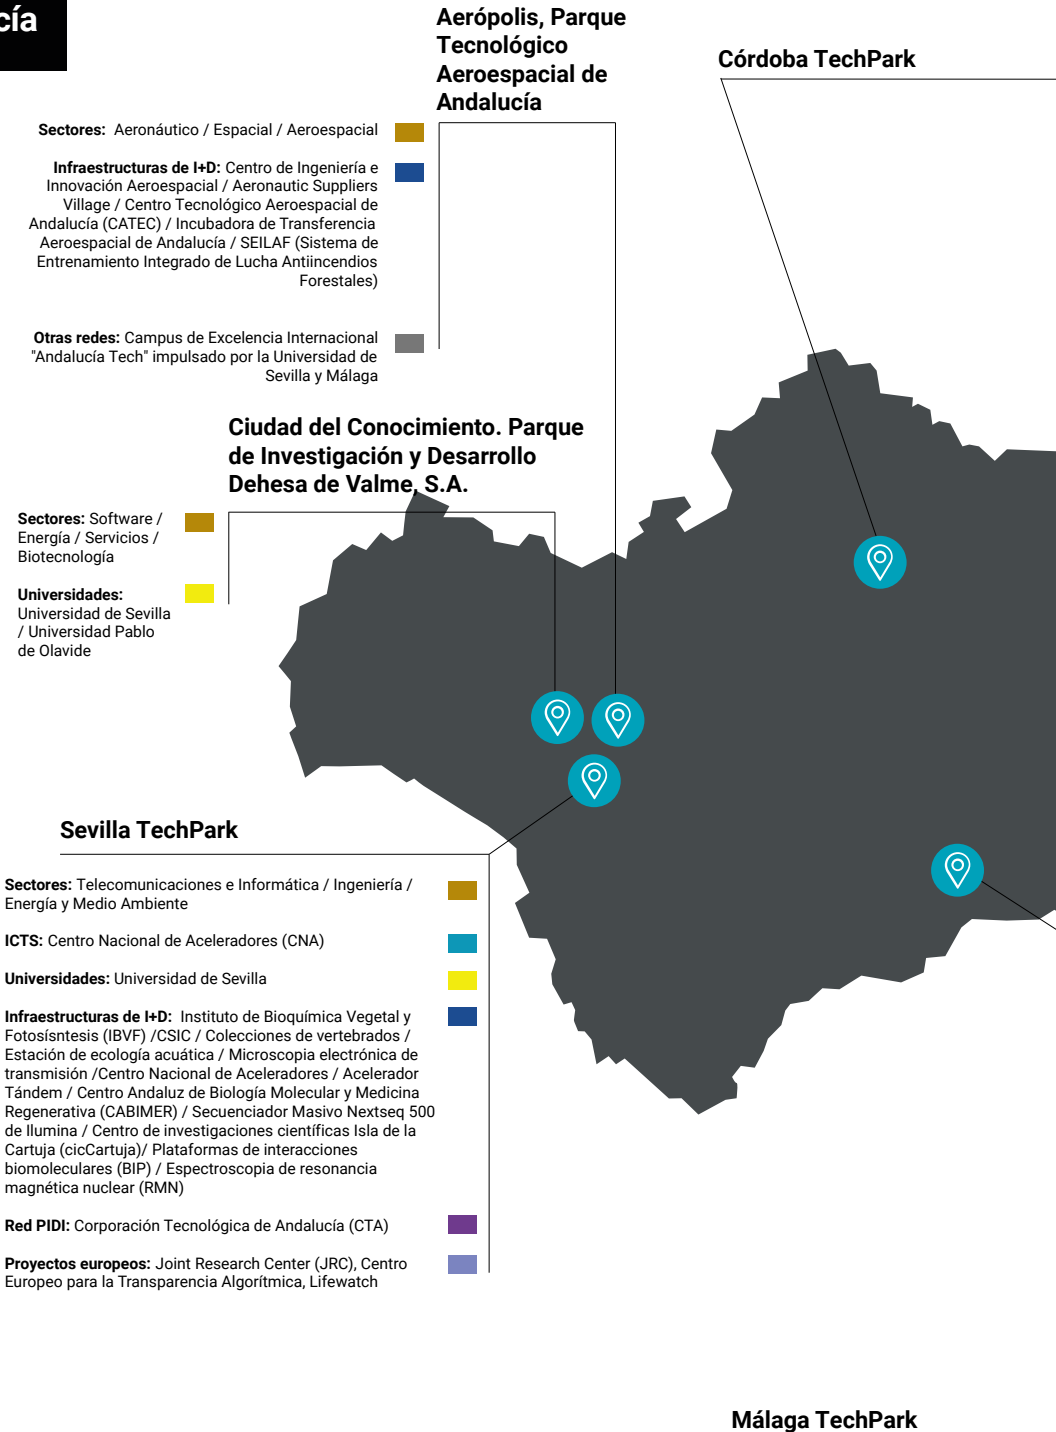 cía
Aerópolis, Parque
Tecnológico
Aeroespacial de
Andalucía
Córdoba TechPark
Sectores: Aeronáutico / Espacial / Aeroespacial
Infraestructuras de I+D: Centro de Ingeniería e
Innovación Aeroespacial / Aeronautic Suppliers
Village / Centro Tecnológico Aeroespacial de
Andalucía (CATEC) / Incubadora de Transferencia
Aeroespacial de Andalucía / SEILAF (Sistema de
Entrenamiento Integrado de Lucha Antiincendios
Forestales)
Otras redes: Campus de Excelencia Internacional
"Andalucía Tech" impulsado por la Universidad de
Sevilla y Málaga
Ciudad del Conocimiento. Parque
de Investigación y Desarrollo
Dehesa de Valme, S.A.
Sectores: Software /
Energía / Servicios /
Biotecnología
Universidades:
Universidad de Sevilla
/ Universidad Pablo
de Olavide
Sevilla TechPark
Sectores: Telecomunicaciones e Informática / Ingeniería /
Energía y Medio Ambiente
ICTS: Centro Nacional de Aceleradores (CNA)
Universidades: Universidad de Sevilla
Infraestructuras de I+D: Instituto de Bioquímica Vegetal y
Fotosísntesis (IBVF) /CSIC / Colecciones de vertebrados /
Estación de ecología acuática / Microscopia electrónica de
transmisión /Centro Nacional de Aceleradores / Acelerador
Tándem / Centro Andaluz de Biología Molecular y Medicina
Regenerativa (CABIMER) / Secuenciador Masivo Nextseq 500
de Ilumina / Centro de investigaciones científicas Isla de la
Cartuja (cicCartuja)/ Plataformas de interacciones
biomoleculares (BIP) / Espectroscopia de resonancia
magnética nuclear (RMN)
Red PIDI: Corporación Tecnológica de Andalucía (CTA)
Proyectos europeos: Joint Research Center (JRC), Centro
Europeo para la Transparencia Algorítmica, Lifewatch
Málaga TechPark